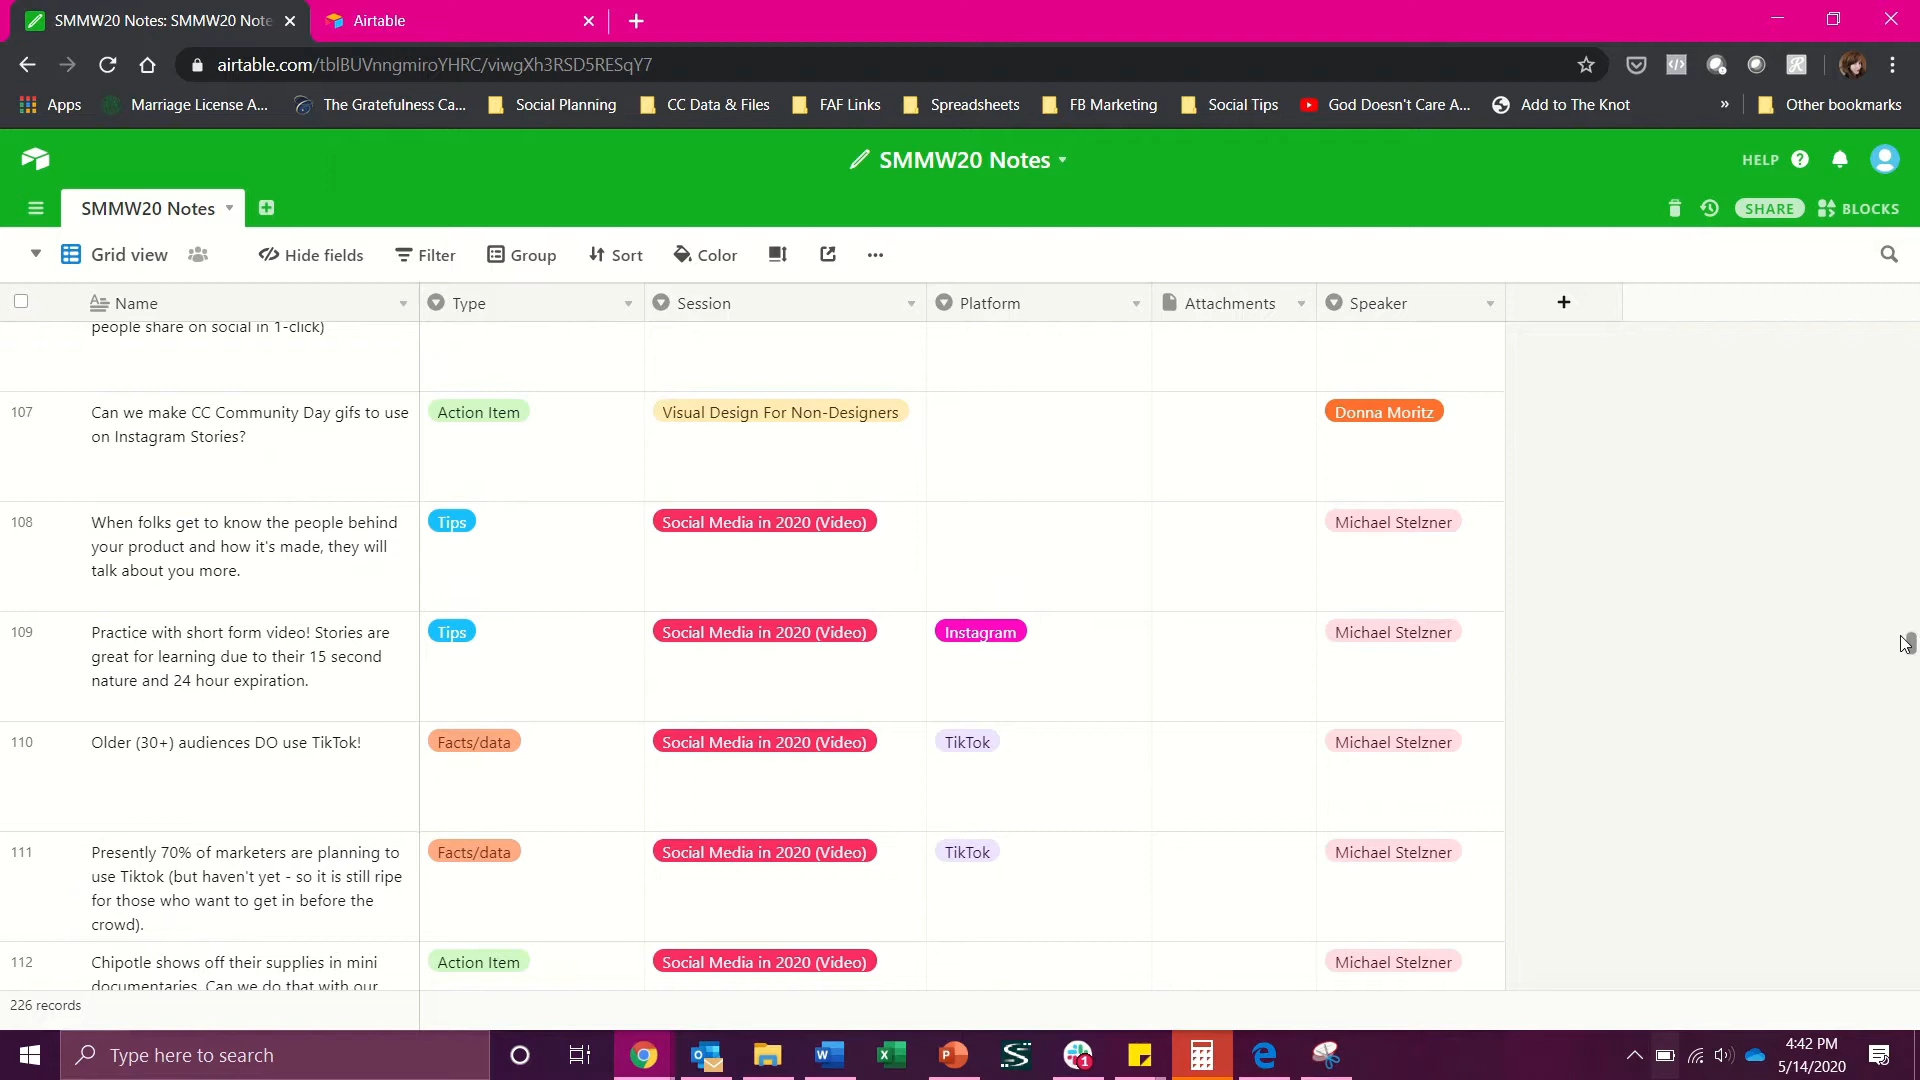 SMMW20 Notes: SMMW20 Note
Airtable
airtable.com/tblBUVnngmiroYHRC/viwgXh3RSD5RESqY7
Apps
Marriage License A...
The Gratefulness Ca...
Social Planning
CC Data & Files
FAF Links
Spreadsheets
FB Marketing
Social Tips
God Doesn't Care A...
Add to The Knot
»
Other bookmarks
SMMW20 Notes
HELP
SMMW20 Notes
SHARE
BLOCKS
Grid view
Hide fields
Filter
Group
Sort
Color
Name
Type
Session
Platform
Attachments
Speaker
people share on social in 1-click)
107
Can we make CC Community Day gifs to use
on Instagram Stories?
Action Item
Visual Design For Non-Designers
Donna Moritz
108
When folks get to know the people behind
your product and how it's made, they will
talk about you more.
Tips
Social Media in 2020 (Video)
Michael Stelzner
109
Practice with short form video! Stories are
great for learning due to their 15 second
nature and 24 hour expiration.
Tips
Social Media in 2020 (Video)
Instagram
Michael Stelzner
110
Older (30+) audiences DO use TikTok!
Facts/data
Social Media in 2020 (Video)
TikTok
Michael Stelzner
111
Presently 70% of marketers are planning to
use Tiktok (but haven't yet - so it is still ripe
for those who want to get in before the
crowd).
Facts/data
Social Media in 2020 (Video)
TikTok
Michael Stelzner
112
Chipotle shows off their supplies in mini
documentaries. Can we do that with our
Action Item
Social Media in 2020 (Video)
Michael Stelzner
226 records
Type here to search
1
4:42 PM
5/14/2020